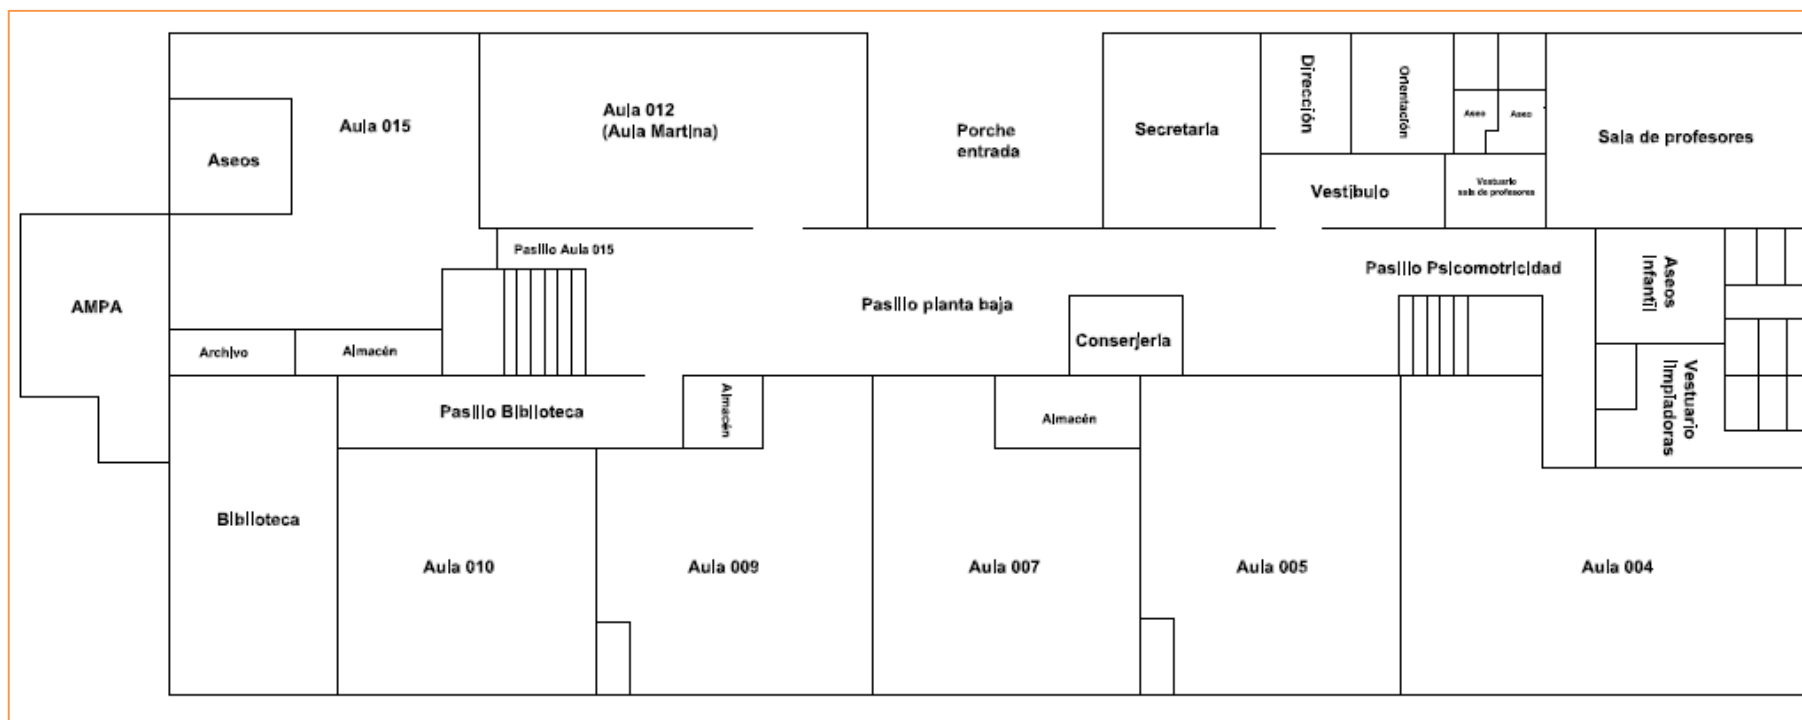 Aula 015
Aula 012
(Aula Martina)
Porche
entrada
Secretaria
Dirección
Orientación
Aseo
Aseo
Sala de profesores
Aseos
Vestíbulo
Vestuario
sala de profesores
Pasillo Aula 015
Pasillo Psicomotricidad
Aseos
Infantil
AMPA
Pasillo planta baja
Conserjería
Archivo
Almacén
Vestuario
limpiadoras
Pasillo Biblioteca
Almacén
Almacén
Biblioteca
Aula 010
Aula 009
Aula 007
Aula 005
Aula 004